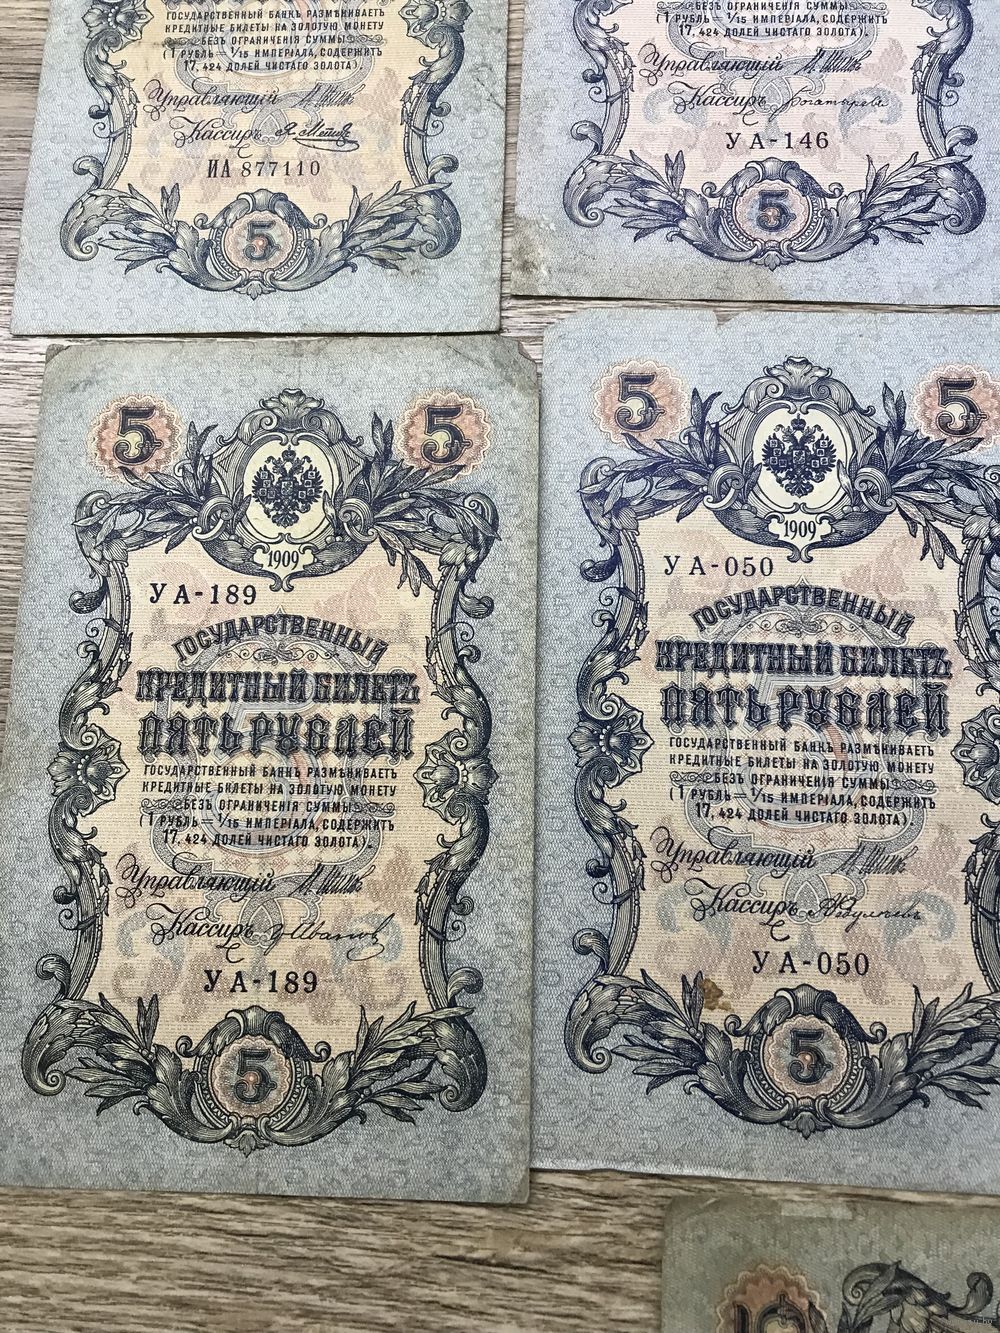 ГОСУДАРСТВЕННЫЙ БАНКЪ РАЗМѢНИВАЕТЪ
КРЕДИТНЫЕ БИЛЕТЫ НА ЗОЛОТУЮ МОНЕТУ
БЕЗЪ ОГРАНИЧЕНІЯ СУММЫ
(1 РУБЛЬ = 1/15 ИМПЕРІАЛА, СОДЕРЖИТЪ
17,424 ДОЛЕЙ ЧИСТАГО ЗОЛОТА).
Управляющій
Кассиръ
ИА 877110
5
БЕЗЪ ОГРАНИЧЕНІЯ СУММЫ
(1 РУБЛЬ = 1/15 ИМПЕРІАЛА, СОДЕРЖИТЪ
17,424 ДОЛЕЙ ЧИСТАГО ЗОЛОТА).
Управляющій
Кассиръ
УА-146
5
5 5
1909
УА-189
ГОСУДАРСТВЕННЫЙ
КРЕДИТНЫЙ БИЛЕТЪ
ПЯТЬ РУБЛЕЙ
ГОСУДАРСТВЕННЫЙ БАНКЪ РАЗМѢНИВАЕТЪ
КРЕДИТНЫЕ БИЛЕТЫ НА ЗОЛОТУЮ МОНЕТУ
БЕЗЪ ОГРАНИЧЕНІЯ СУММЫ
(1 РУБЛЬ = 1/15 ИМПЕРІАЛА, СОДЕРЖИТЪ
17,424 ДОЛЕЙ ЧИСТАГО ЗОЛОТА).
Управляющій
Кассиръ
УА-189
5
5 5
1909
УА-050
ГОСУДАРСТВЕННЫЙ
КРЕДИТНЫЙ БИЛЕТЪ
ПЯТЬ РУБЛЕЙ
ГОСУДАРСТВЕННЫЙ БАНКЪ РАЗМѢНИВАЕТЪ
КРЕДИТНЫЕ БИЛЕТЫ НА ЗОЛОТУЮ МОНЕТУ
БЕЗЪ ОГРАНИЧЕНІЯ СУММЫ
(1 РУБЛЬ = 1/15 ИМПЕРІАЛА, СОДЕРЖИТЪ
17,424 ДОЛЕЙ ЧИСТАГО ЗОЛОТА)
Управляющій
Кассиръ
УА-050
5